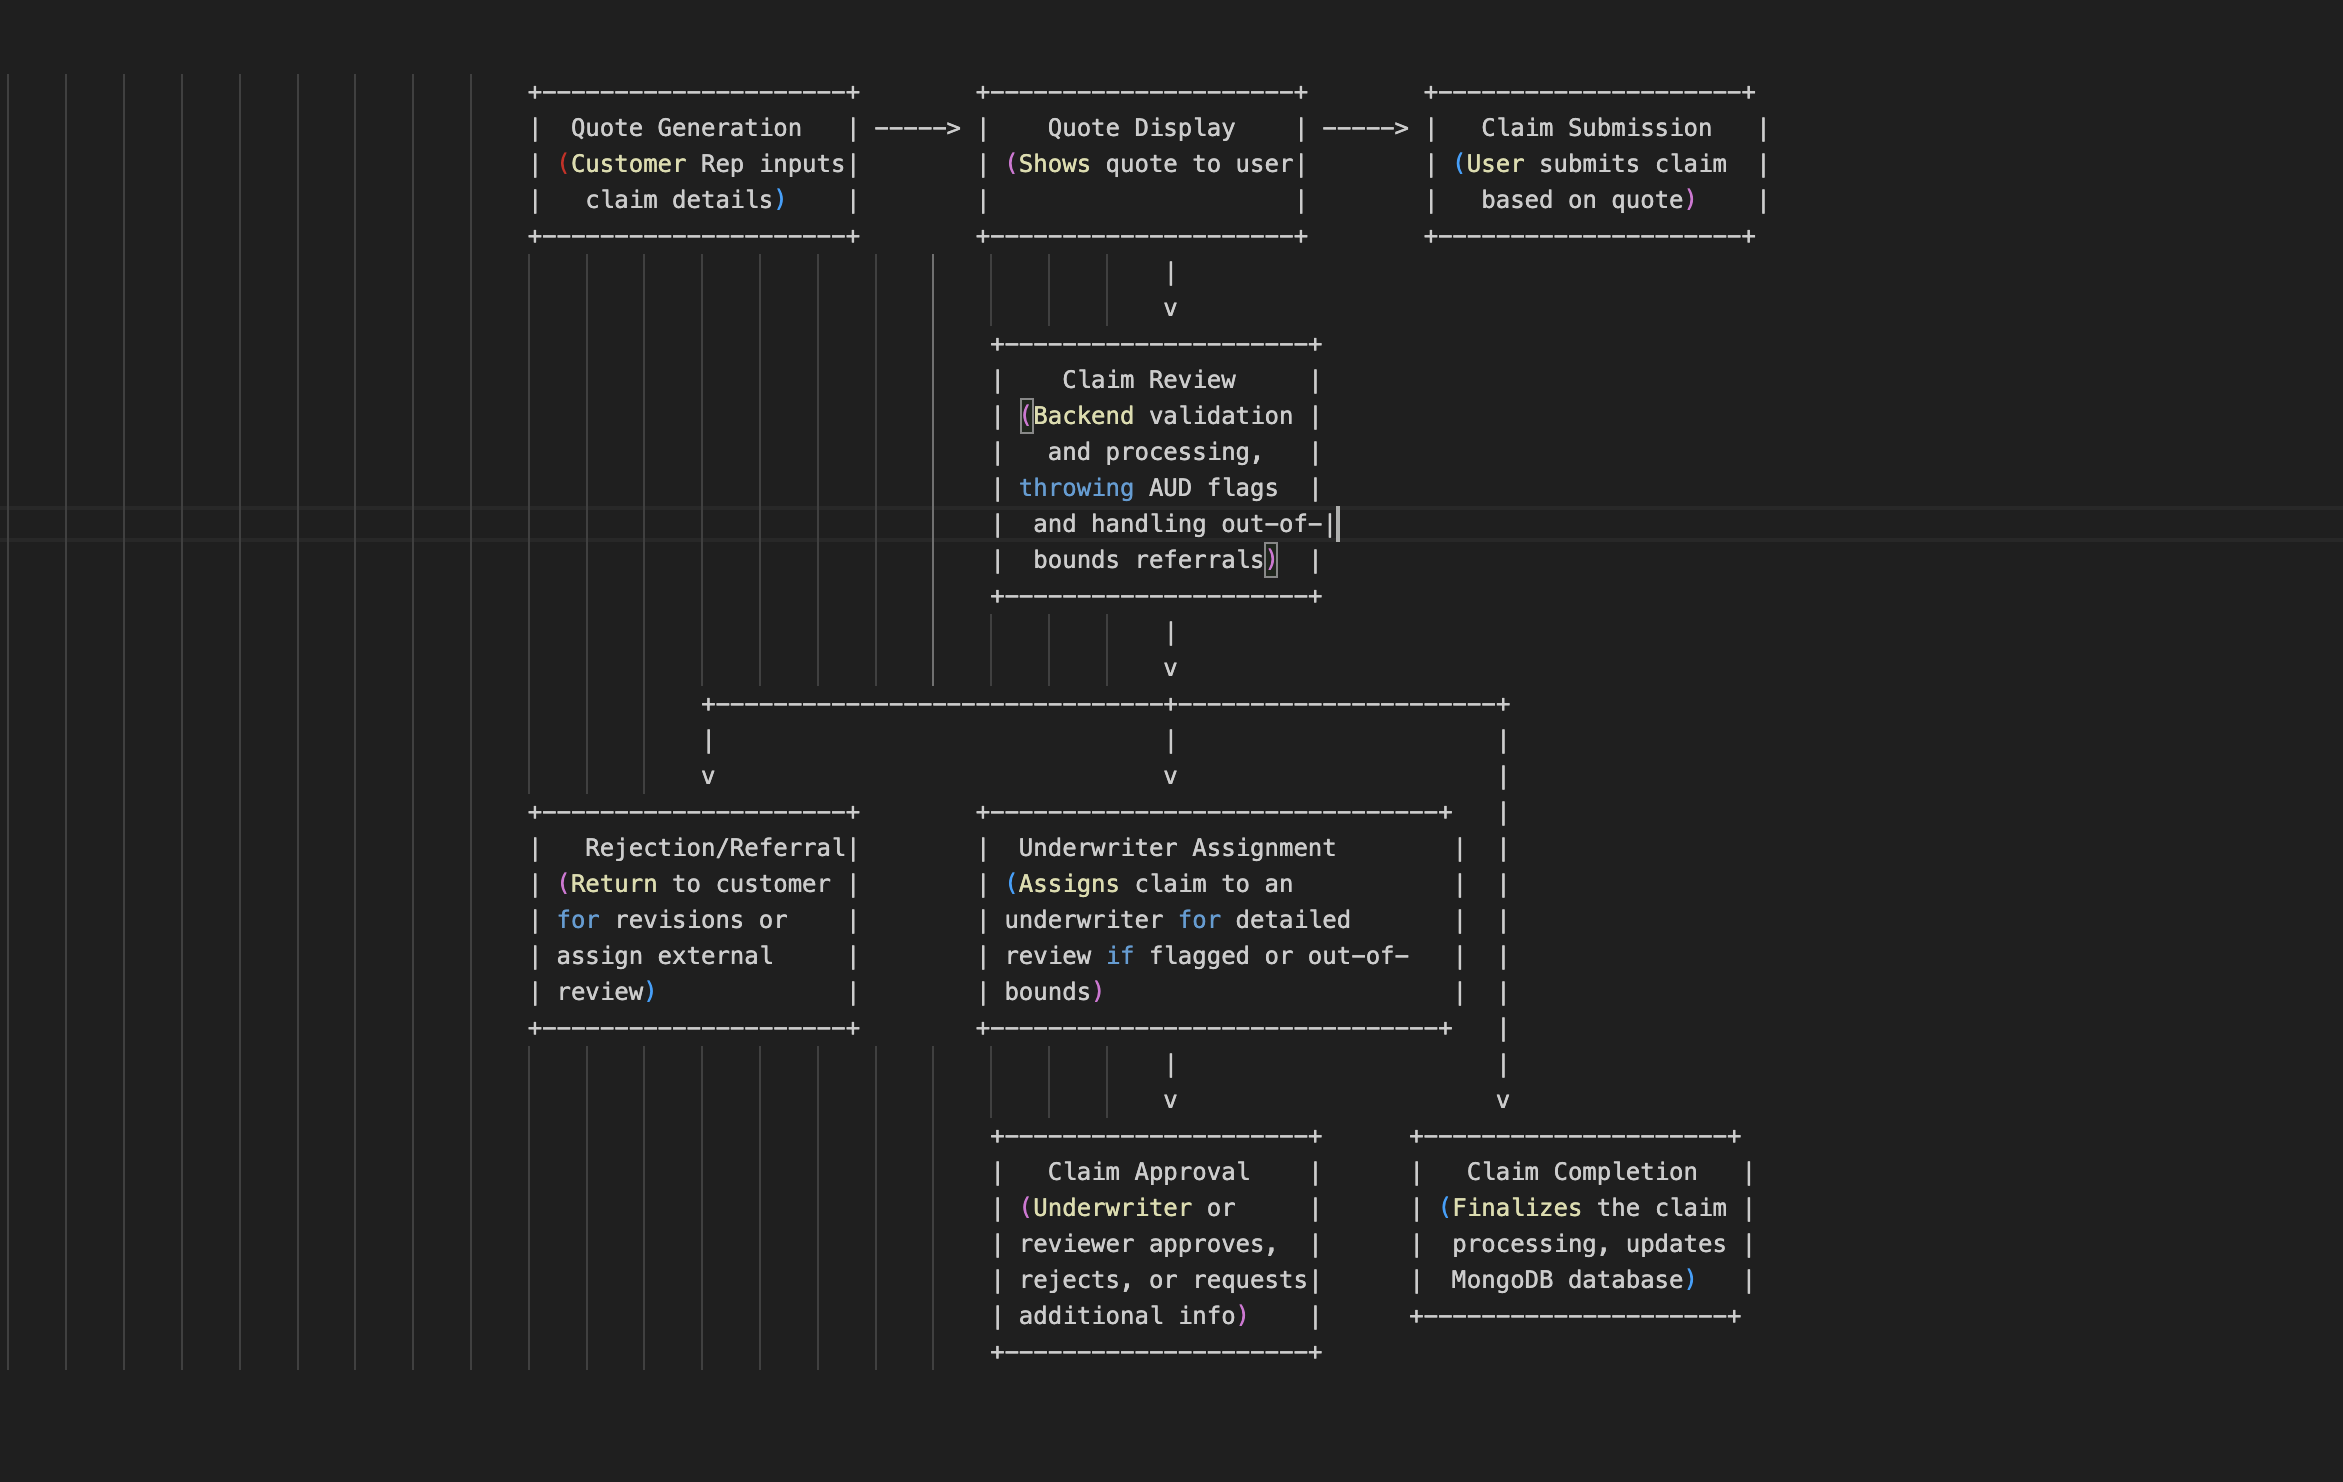 +---------------------+        +---------------------+        +---------------------+
|  Quote Generation   | -----> |    Quote Display    | -----> |   Claim Submission   |
| (Customer Rep inputs|        | (Shows quote to user|        | (User submits claim  |
|   claim details)    |        |                     |        |   based on quote)    |
+---------------------+        +---------------------+        +---------------------+
                                            |
                                            v
                                +---------------------+
                                |    Claim Review     |
                                | (Backend validation |
                                |   and processing,   |
                                | throwing AUD flags  |
                                |  and handling out-of-|
                                |  bounds referrals)  |
                                +---------------------+
                                            |
                                            v
            +-------------------------------+----------------------+
            |                               |                      |
            v                               v                      |
+---------------------+        +-------------------------------+   |
|   Rejection/Referral|        |  Underwriter Assignment        |  |
| (Return to customer |        | (Assigns claim to an           |  |
| for revisions or    |        | underwriter for detailed       |  |
| assign external     |        | review if flagged or out-of-   |  |
| review)             |        | bounds)                        |  |
+---------------------+        +-------------------------------+   |
                                            |                      |
                                            v                      v
                                +---------------------+      +---------------------+
                                |   Claim Approval    |      |   Claim Completion   |
                                | (Underwriter or     |      | (Finalizes the claim |
                                | reviewer approves,  |      |  processing, updates |
                                | rejects, or requests|      |  MongoDB database)   |
                                | additional info)    |      +---------------------+
                                +---------------------+